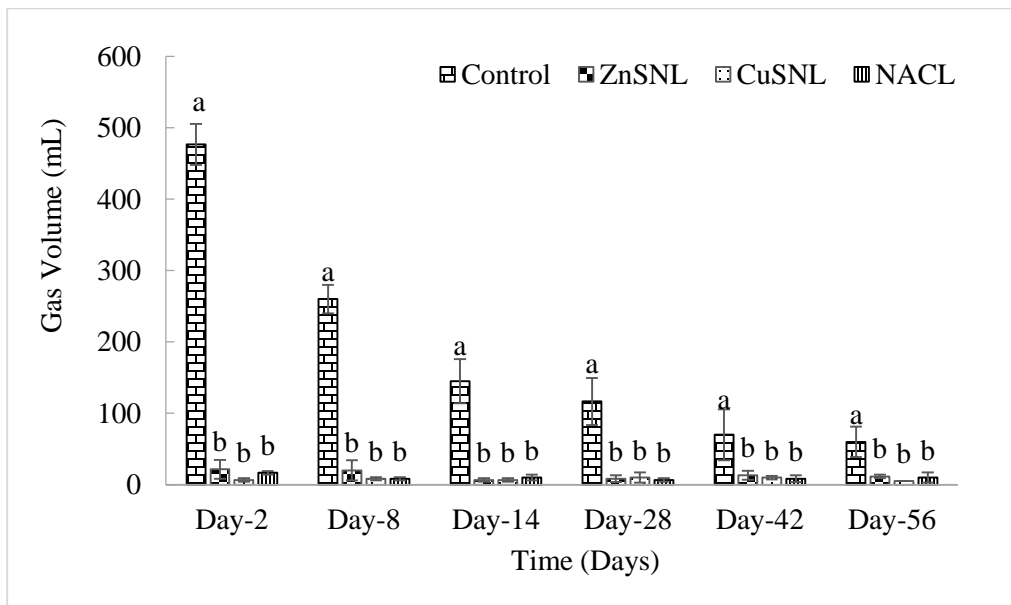 600
Control ZnSNL CuSNL NACL
a
500
400
a
300
a
200
a
a
a
100
b b b b b b b b b b b b b b b b b b
0
Day-2 Day-8 Day-14 Day-28 Day-42 Day-56
Time (Days)
Gas Volume (mL)